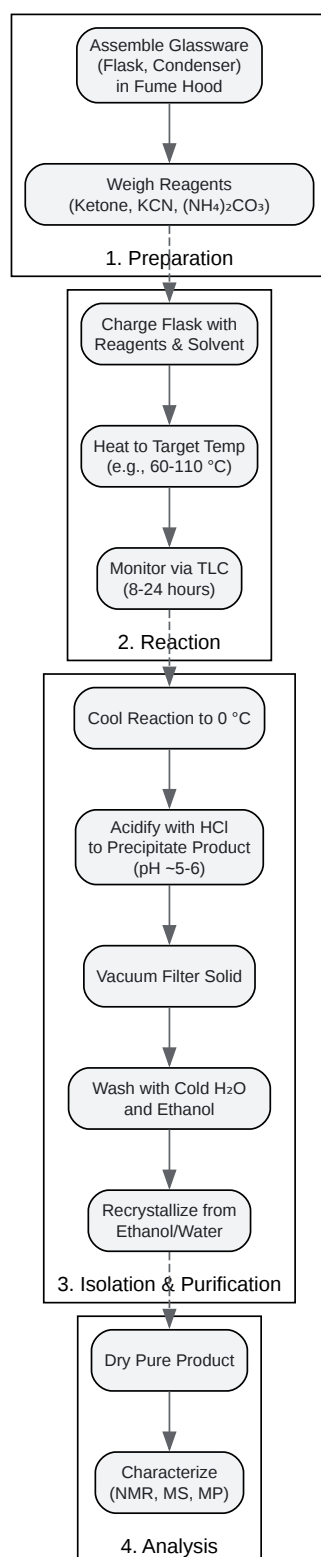 Assemble Glassware
(Flask, Condenser)
in Fume Hood
Weigh Reagents
(Ketone, KCN, (NH₄)₂CO₃)
1. Preparation
Charge Flask with
Reagents & Solvent
Heat to Target Temp
(e.g., 60-110 °C)
Monitor via TLC
(8-24 hours)
2. Reaction
Cool Reaction to 0 °C
Acidify with HCl
to Precipitate Product
(pH ~5-6)
Vacuum Filter Solid
Wash with Cold H₂O
and Ethanol
Recrystallize from
Ethanol/Water
3. Isolation & Purification
Dry Pure Product
Characterize
(NMR, MS, MP)
4. Analysis